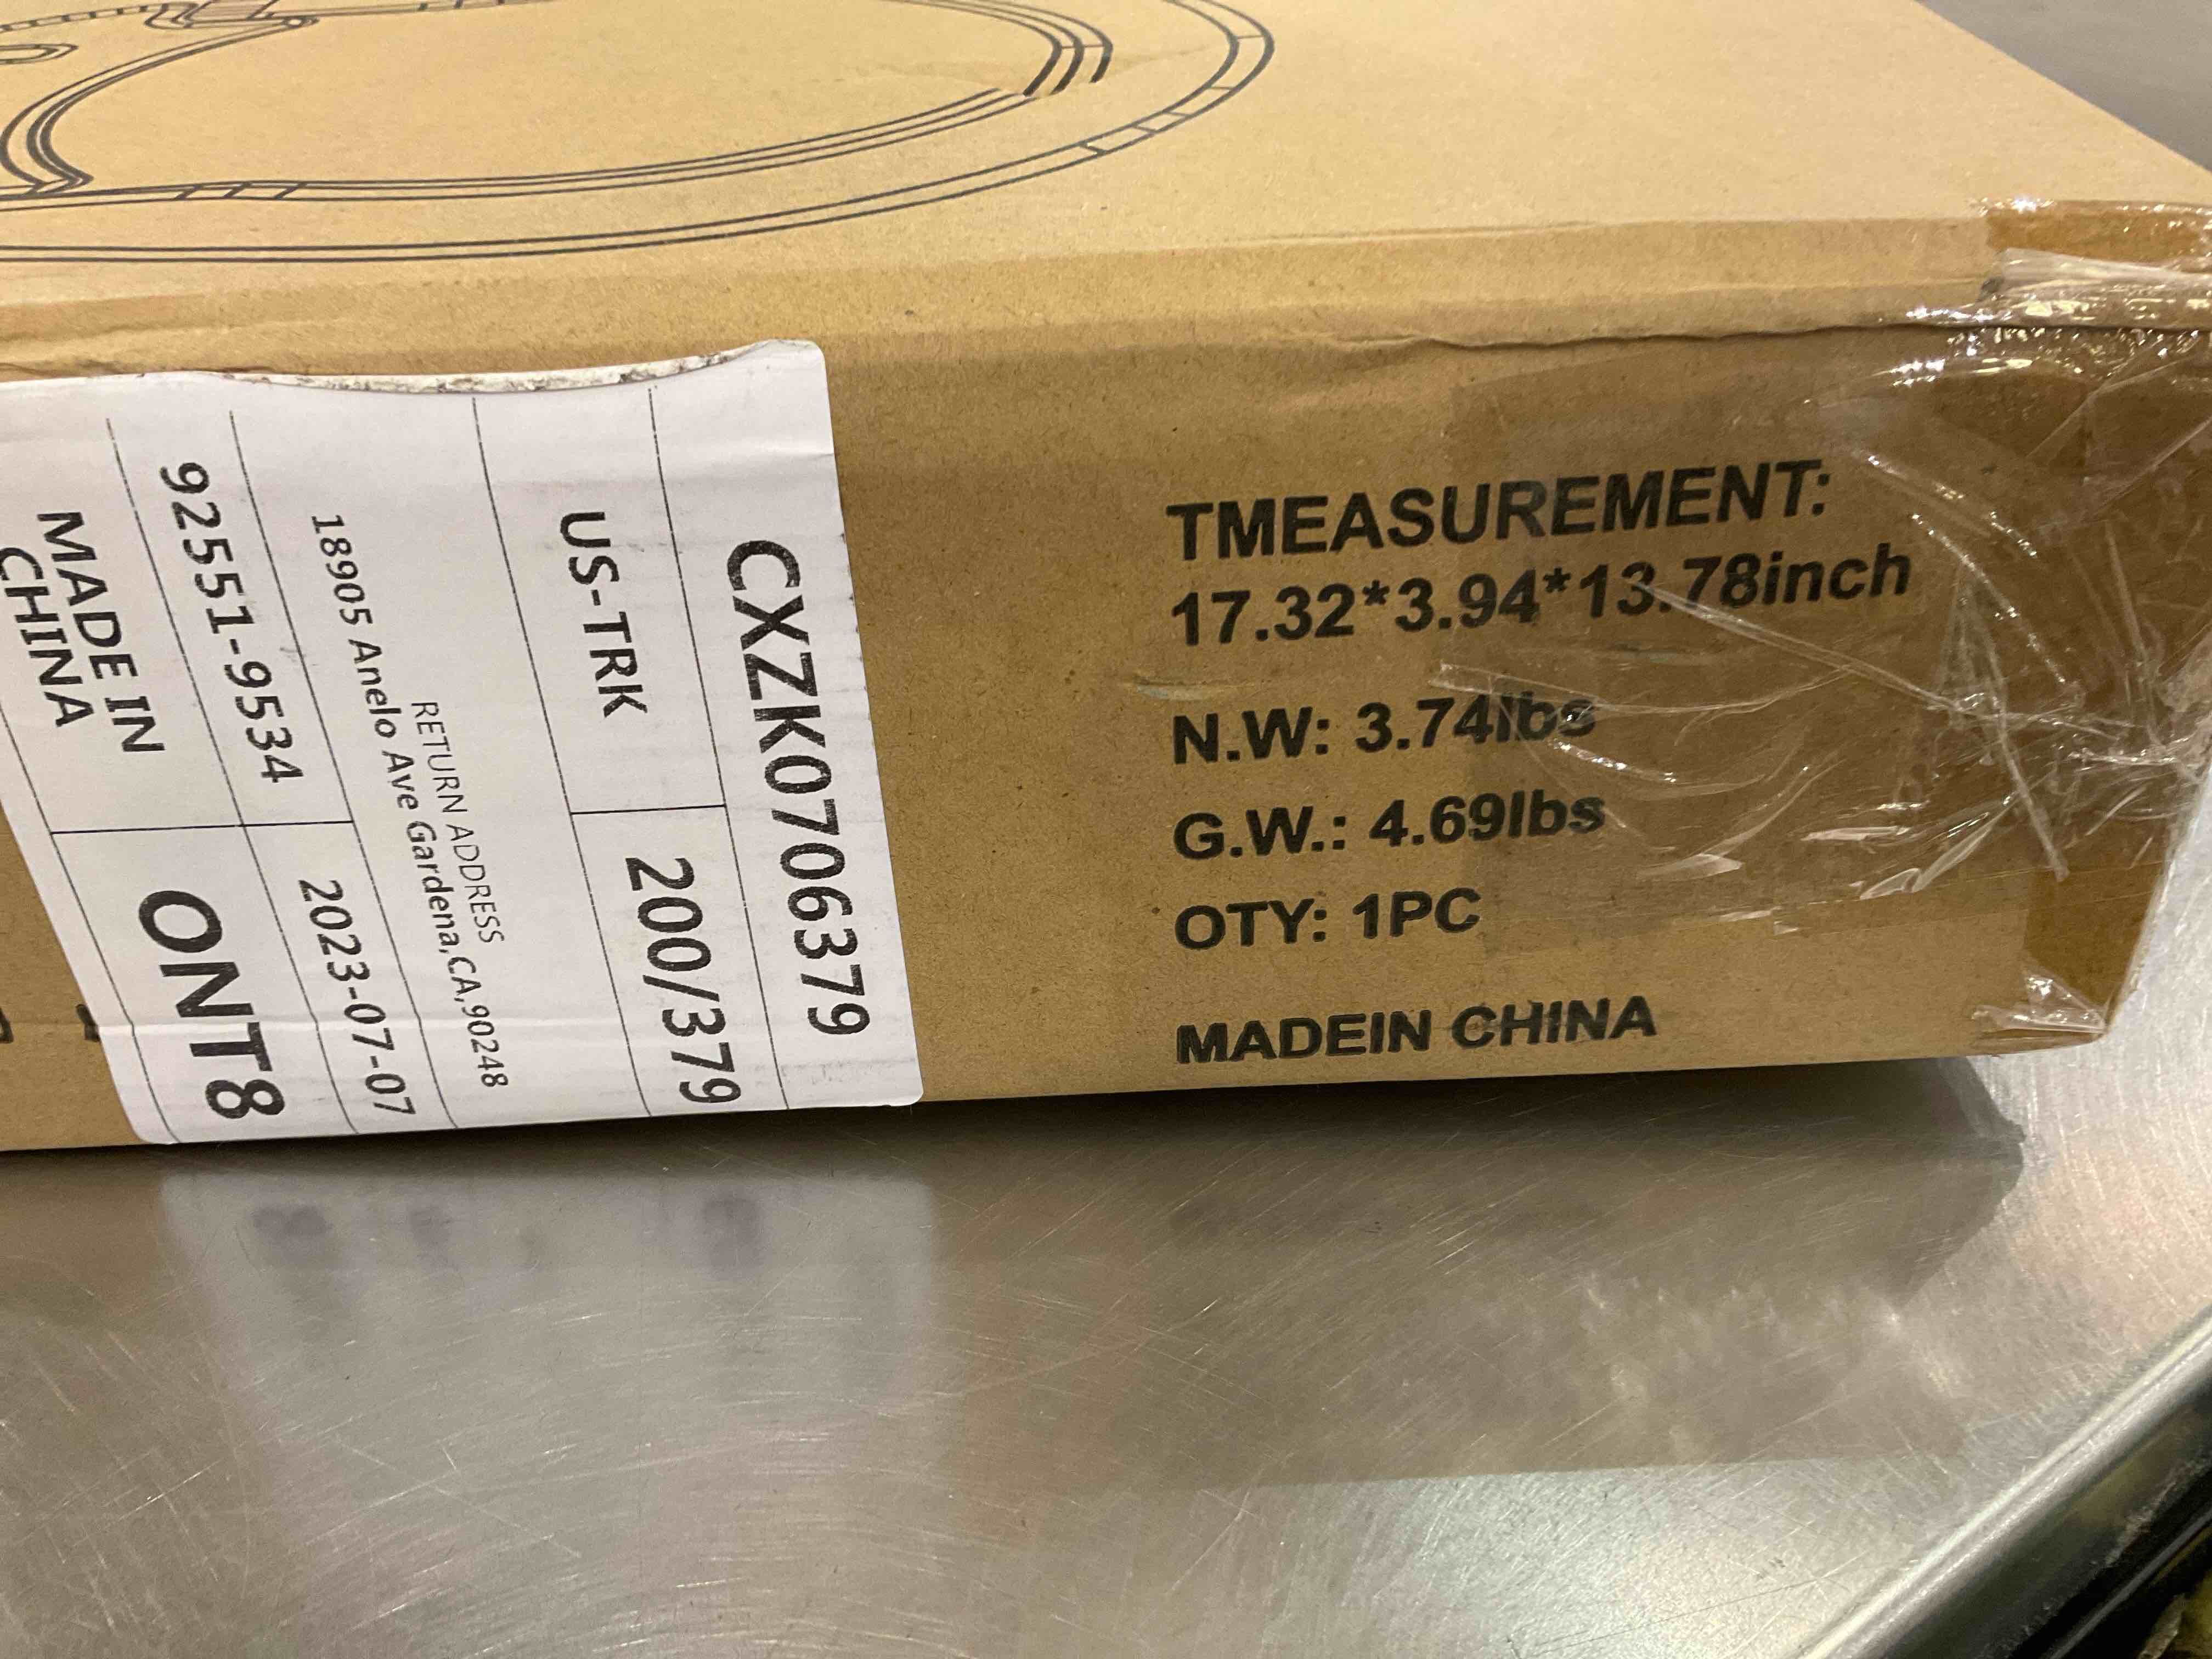 CXZK0706379
US-TRK
200/379
RETURN ADDRESS
18905 Anelo Ave Gardena,CA,90248
92551-9534
2023-07-07
MADE IN
CHINA
ONT8
TMEASUREMENT:
17.32*3.94*13.78inch
N.W: 3.74lbs
G.W.: 4.69lbs
OTY: 1PC
MADEIN CHINA